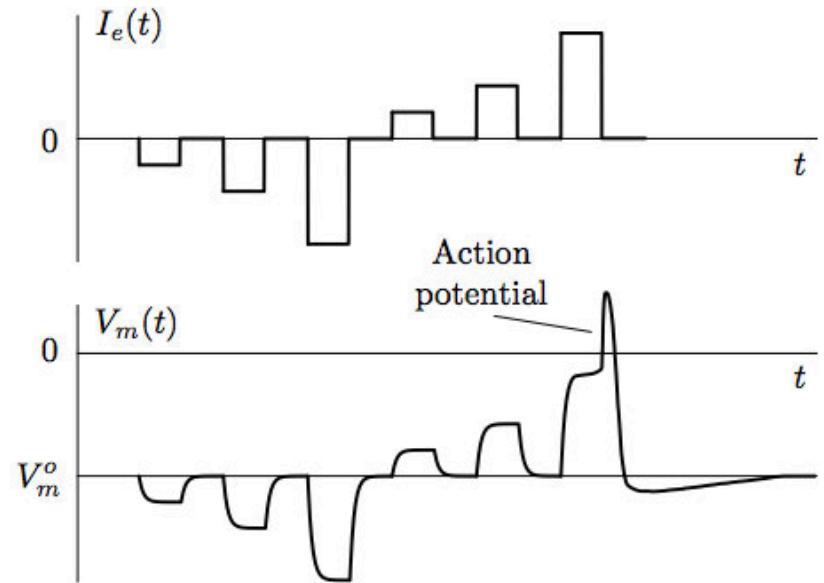 I_e(t)
0
t
Action
potential
V_m(t)
0
t
V_m^o